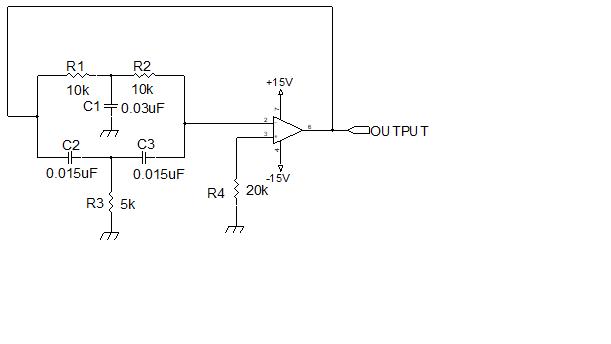 R1
R2
+15V
10k
10k
C1
0.03uF
7
2
-
6
OUTPUT
3
+
C2
C3
4
0.015uF
0.015uF
-15V
R4
20k
R3
5k